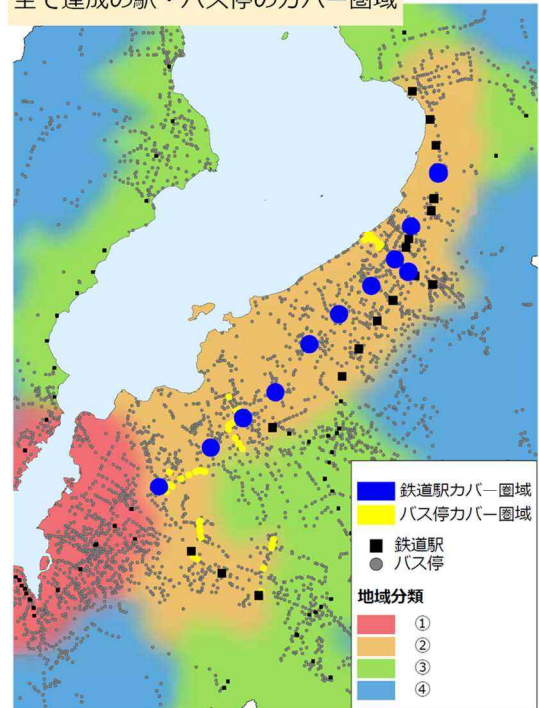 全て達成の駅・バス停のカバー圏域
鉄道駅カバー圏域
バス停カバー圏域
鉄道駅
バス停
地域分類
①
②
③
④